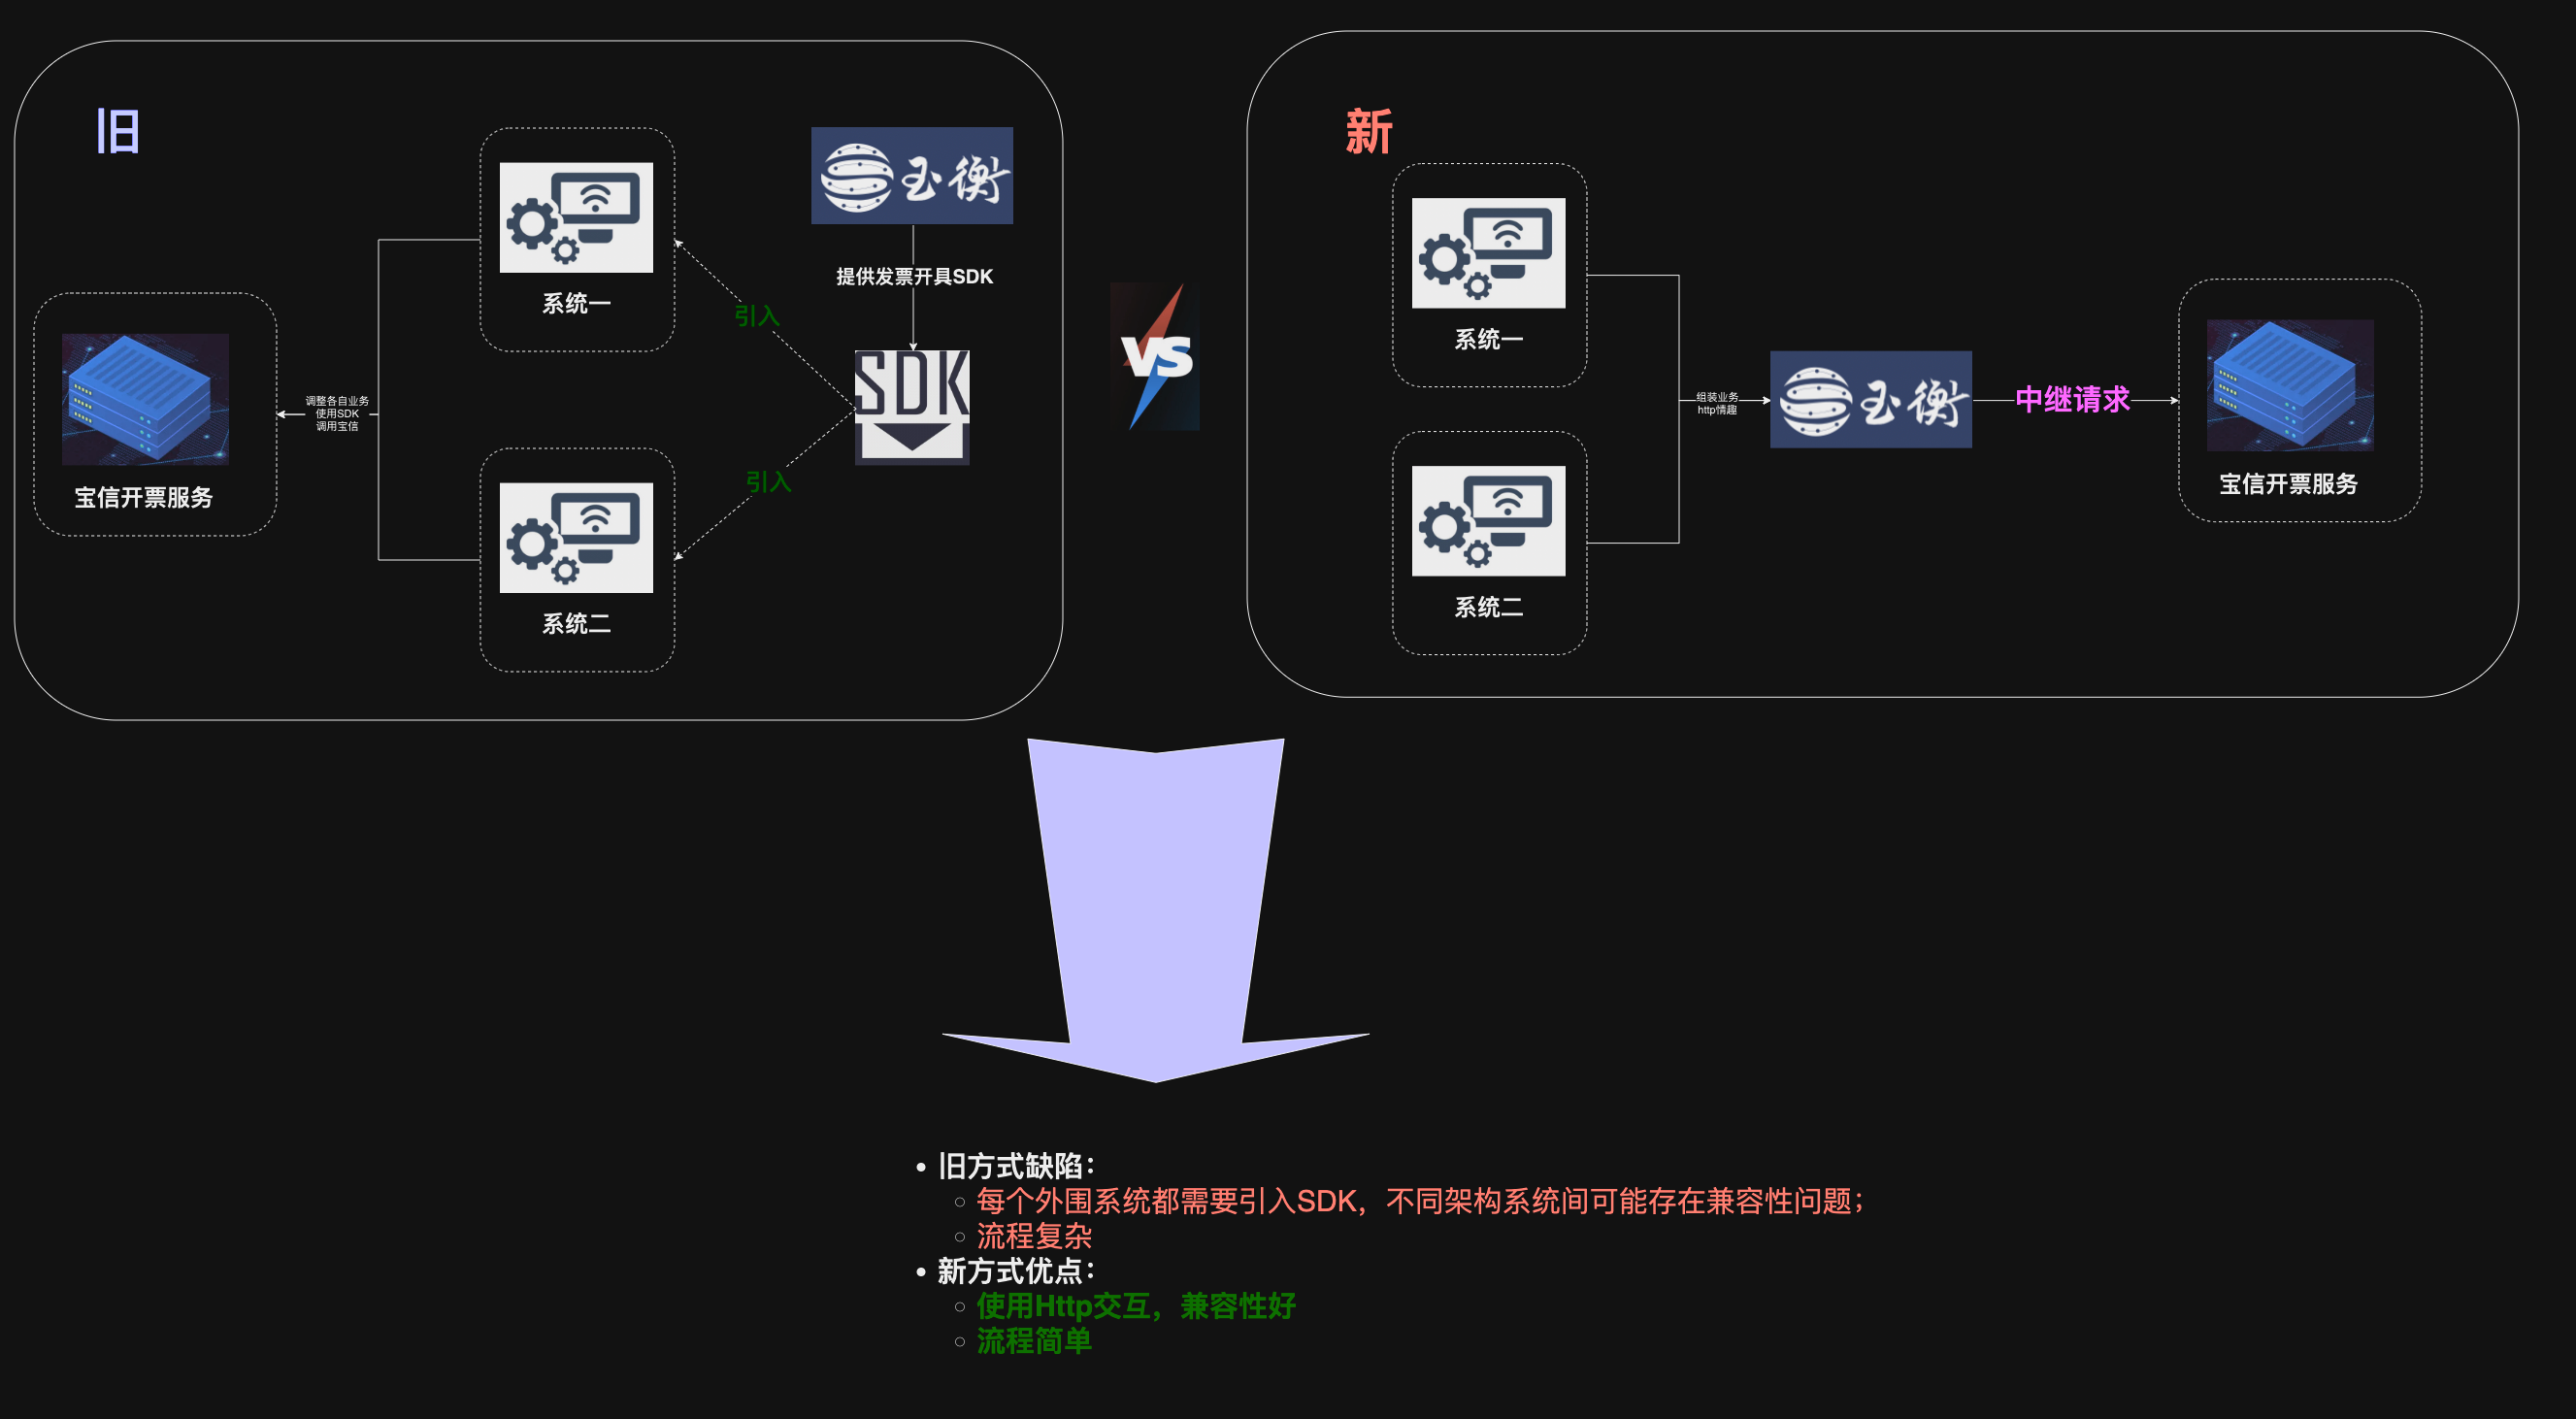 旧
玉衡
提供发票开具SDK
系统一
引入
SDK
调整各自业务
使用SDK
调用宝信
宝信开票服务
引入
系统二
VS
新
系统一
组装业务
http情趣
玉衡
中继请求
宝信开票服务
系统二
旧方式缺陷：
每个外围系统都需要引入SDK，不同架构系统间可能存在兼容性问题；
流程复杂
新方式优点：
使用Http交互，兼容性好
流程简单